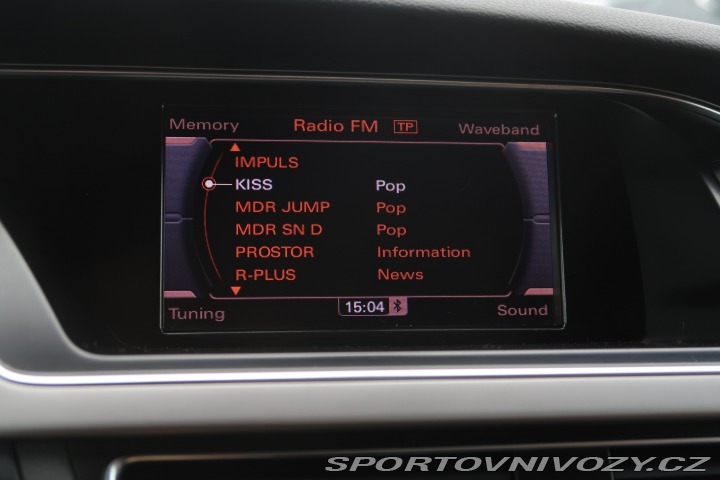 Memory Radio FM TP Waveband
IMPULS
KISS Pop
MDR JUMP Pop
MDR SN D Pop
PROSTOR Information
R-PLUS News
Tuning 15:04 Sound
SPORTOVNIVOZY.CZ